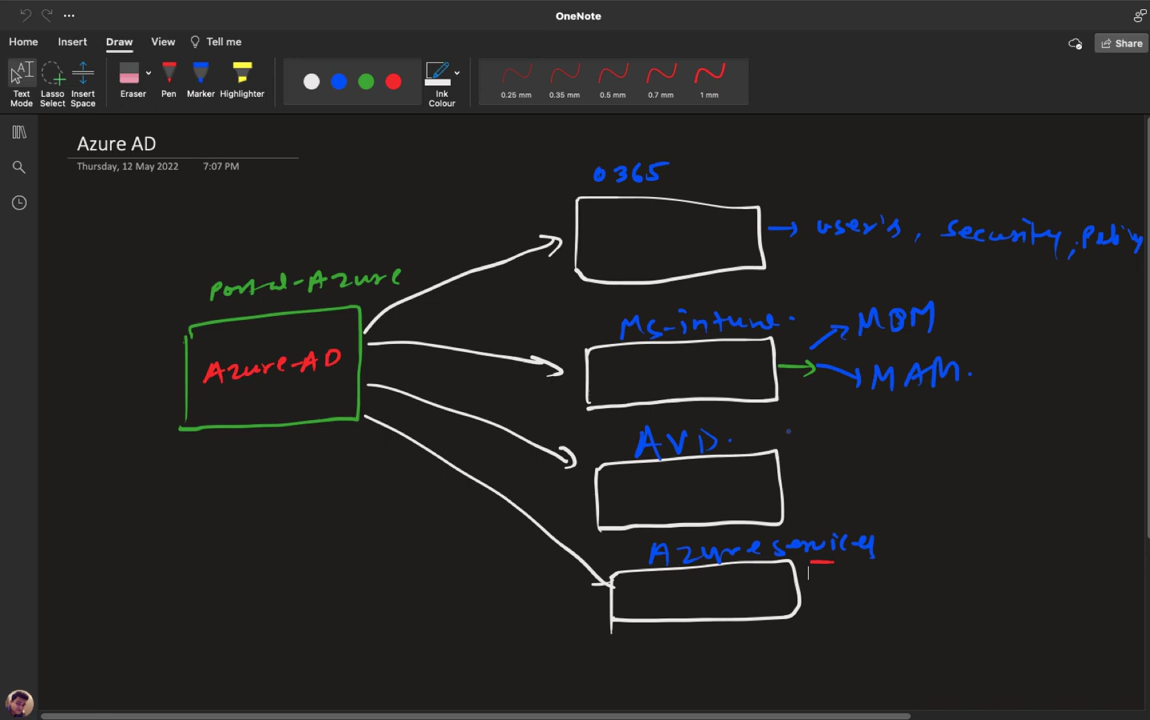 OneNote
Home Insert Draw View Tell me
Share
Text Mode
Lasso Select
Insert Space
Eraser
Pen
Marker
Highlighter
Ink Colour
0.25 mm
0.35 mm
0.5 mm
0.7 mm
1 mm
Azure AD
Thursday, 12 May 2022 7:07 PM
O365
user's, security, Policy
Portal-Azure
Azure-AD
Ms-intune.
MDM
MAM.
AVD.
Azure services